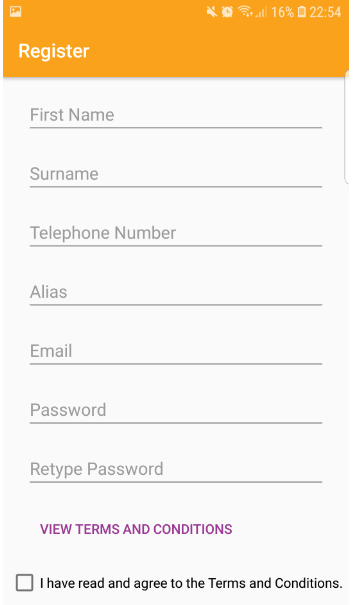 16% 22:54
Register
First Name
Surname
Telephone Number
Alias
Email
Password
Retype Password
VIEW TERMS AND CONDITIONS
I have read and agree to the Terms and Conditions.